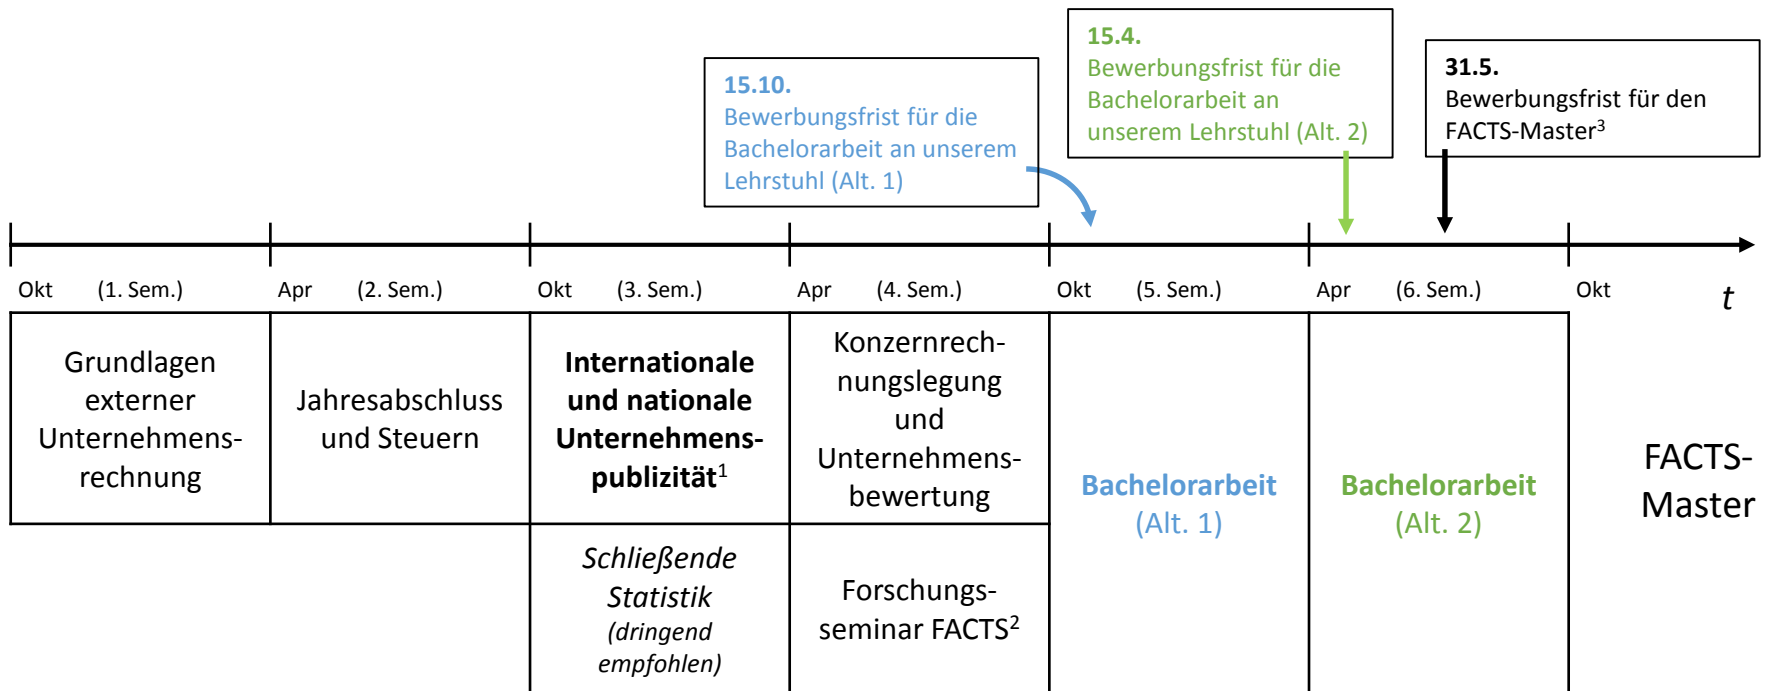 15.10.
Bewerbungsfrist für die
Bachelorarbeit an unserem
Lehrstuhl (Alt. 1)
15.4.
Bewerbungsfrist für die
Bachelorarbeit an
unserem Lehrstuhl (Alt. 2)
31.5.
Bewerbungsfrist für den
FACTS-Master³
Okt (1. Sem.) Apr (2. Sem.) Okt (3. Sem.) Apr (4. Sem.) Okt (5. Sem.) Apr (6. Sem.) Okt t
Grundlagen
externer
Unternehmens-
rechnung
Jahresabschluss
und Steuern
Internationale
und nationale
Unternehmens-
publizität¹
Konzernrech-
nungslegung
und
Unternehmens-
bewertung
Schließende
Statistik
(dringend
empfohlen)
Forschungs-
seminar FACTS²
Bachelorarbeit
(Alt. 1)
Bachelorarbeit
(Alt. 2)
FACTS-
Master